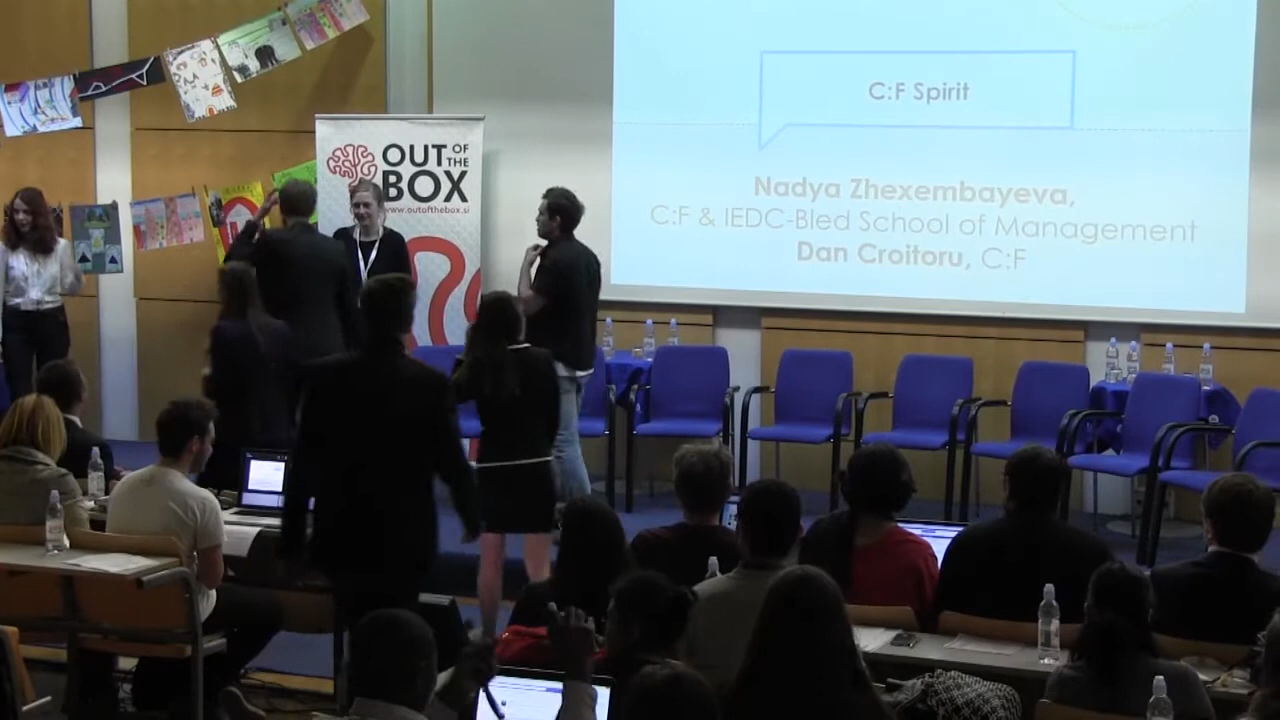 OUT OF THE BOX
www.outofthebox.si
C:F Spirit
Nadya Zhexembayeva,
C:F & IEDC-Bled School of Management
Dan Croitoru, C:F